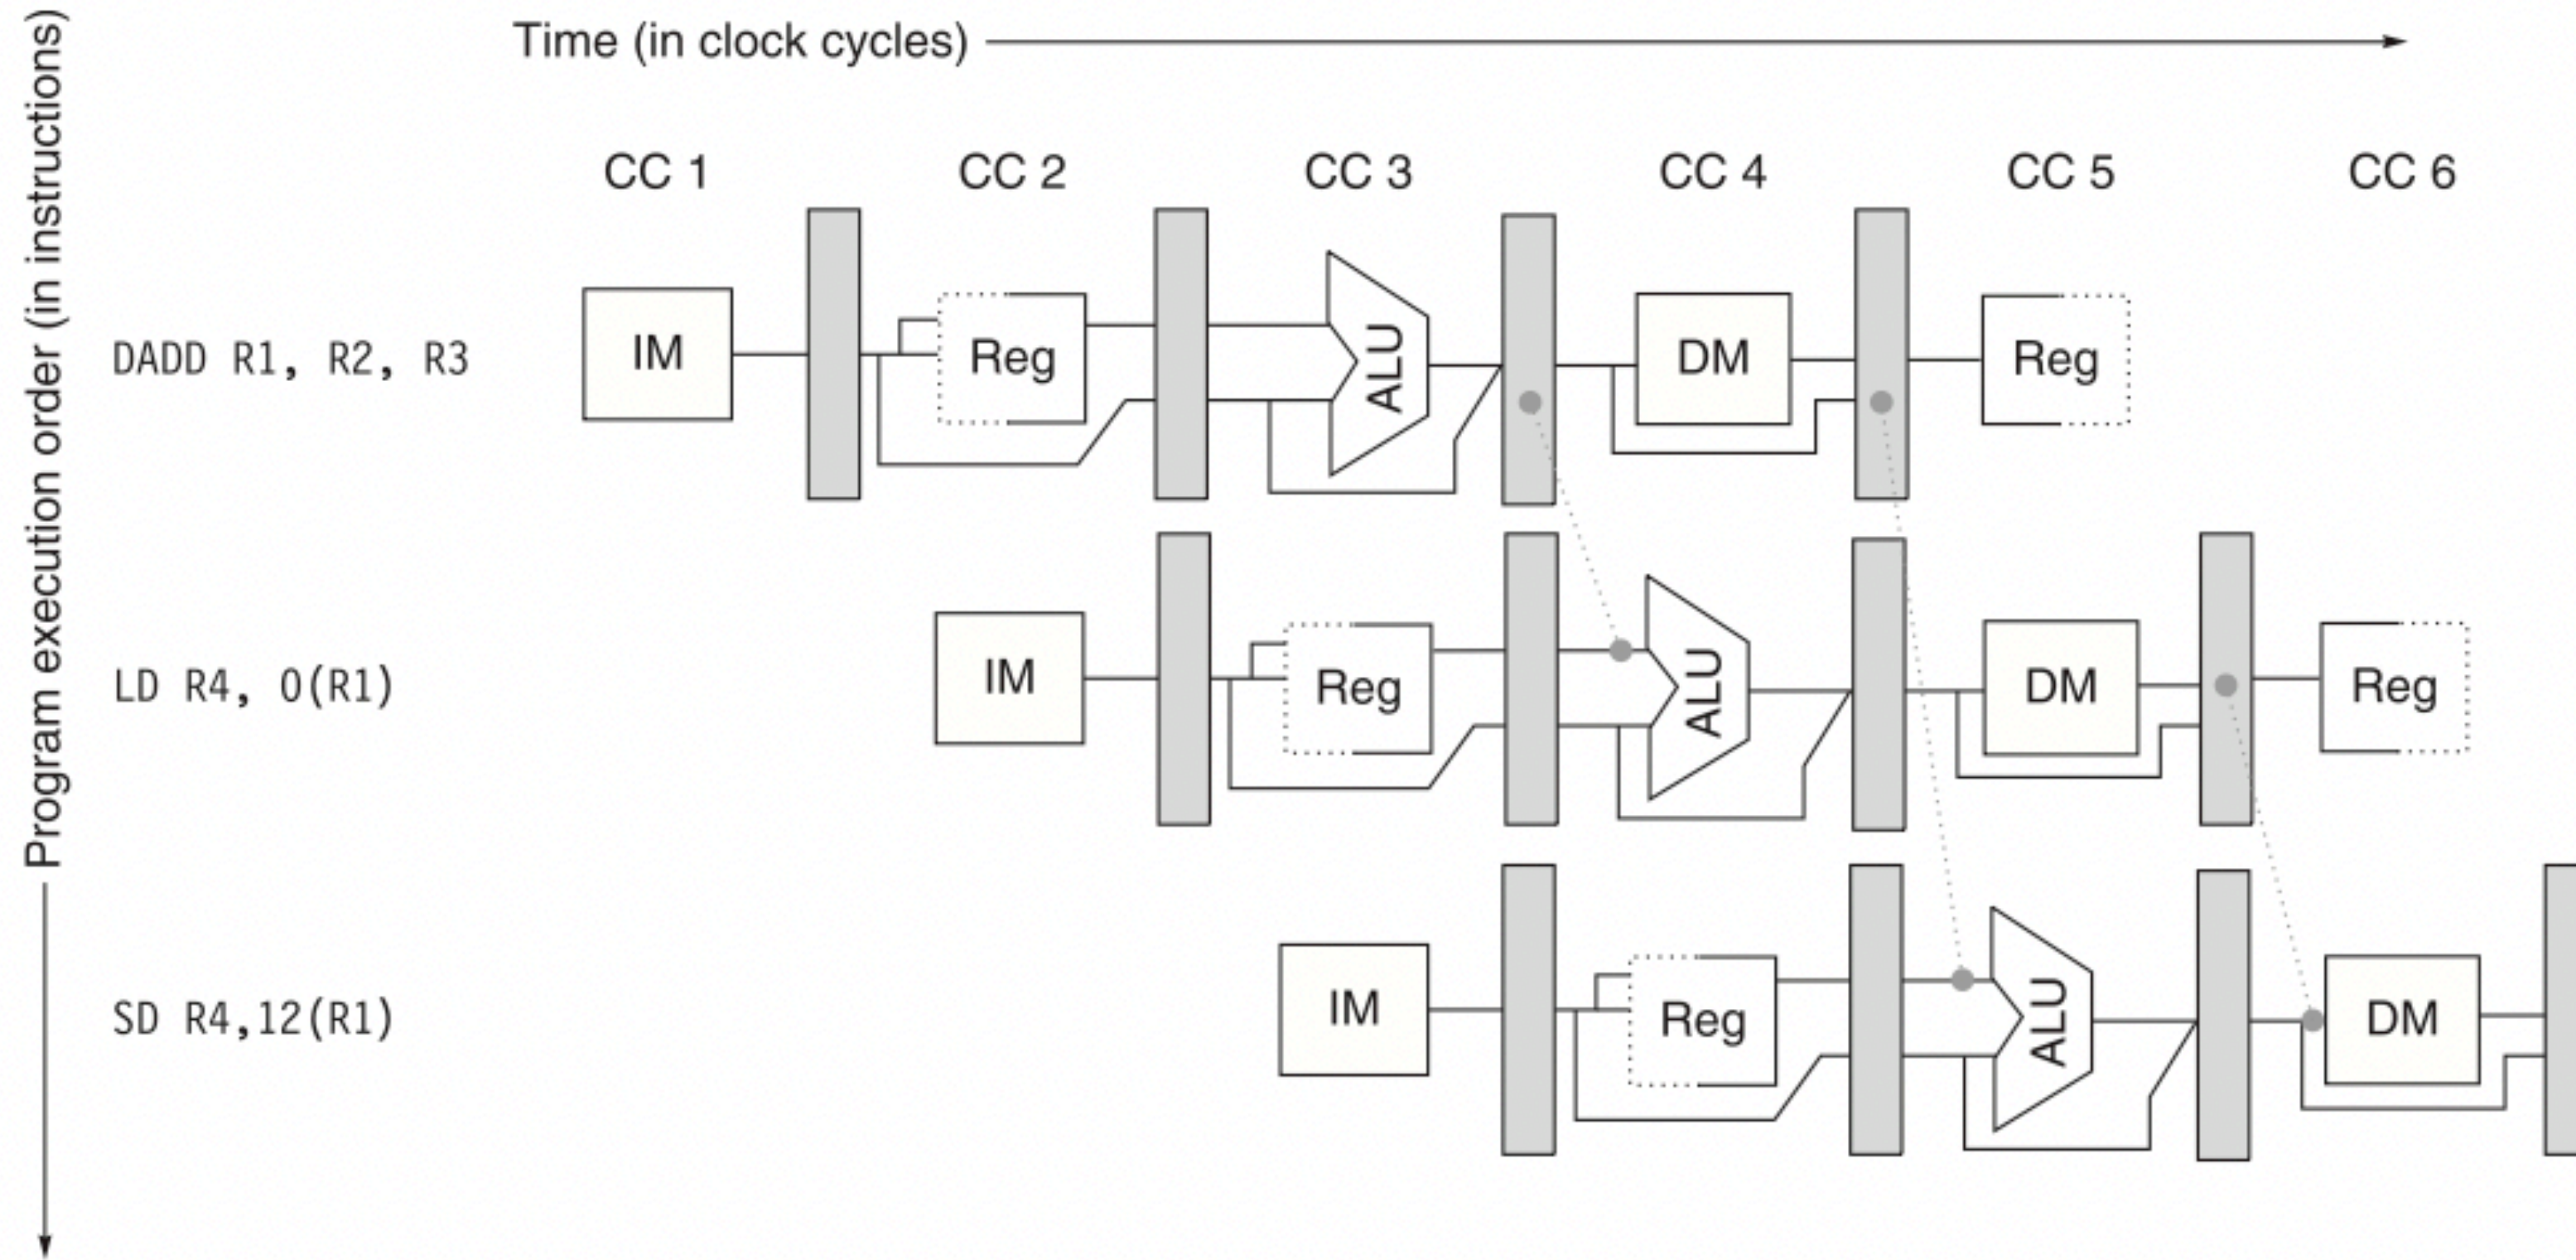 Time (in clock cycles)
Program execution order (in instructions)
CC 1 CC 2 CC 3 CC 4 CC 5 CC 6
DADD R1, R2, R3 IM Reg ALU DM Reg
LD R4, 0(R1) IM Reg ALU DM Reg
SD R4,12(R1) IM Reg ALU DM